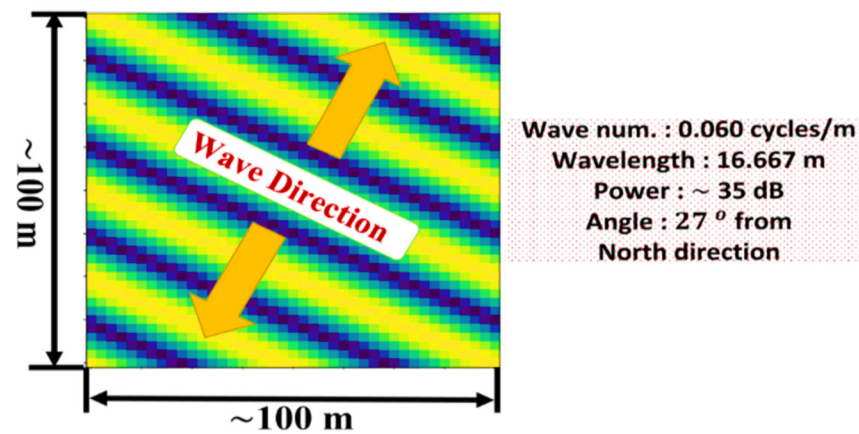 ~100 m
Wave Direction
~100 m
Wave num. : 0.060 cycles/m
Wavelength : 16.667 m
Power : ~ 35 dB
Angle : 27 ° from
North direction